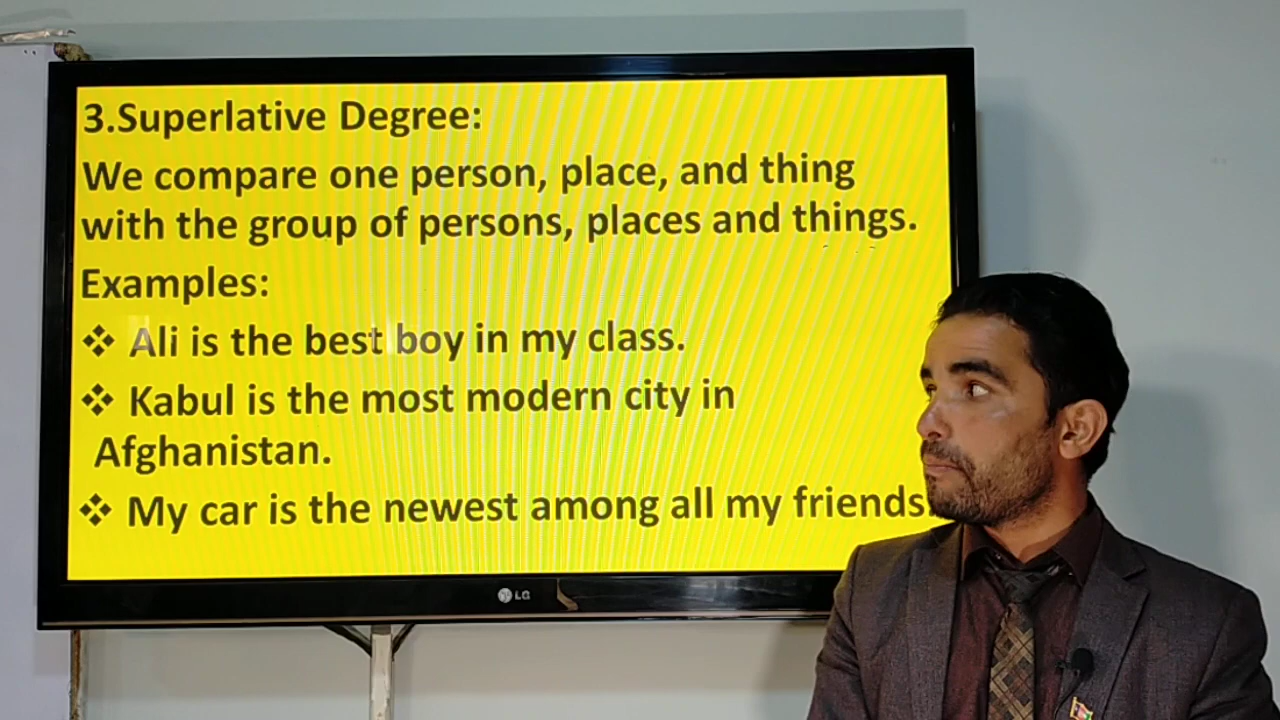 3.Superlative Degree:
We compare one person, place, and thing
with the group of persons, places and things.
Examples:
❖ Ali is the best boy in my class.
❖ Kabul is the most modern city in
Afghanistan.
❖ My car is the newest among all my friends.
LG